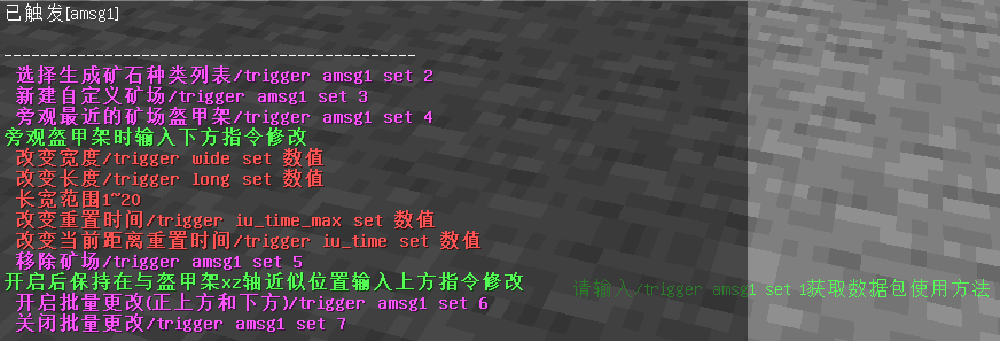 已触发[amsg1]
----------------------------------------
选择生成矿石种类列表/trigger amsg1 set 2
新建自定义矿场/trigger amsg1 set 3
旁观最近的矿场盔甲架/trigger amsg1 set 4
旁观盔甲架时输入下方指令修改
改变宽度/trigger wide set 数值
改变长度/trigger long set 数值
长宽范围1~20
改变重置时间/trigger iu_time_max set 数值
改变当前距离重置时间/trigger iu_time set 数值
移除矿场/trigger amsg1 set 5
开启后保持在与盔甲架xz轴近似位置输入上方指令修改
请输入/trigger amsg1 set 1获取数据包使用方法
开启批量更改(正上方和下方)/trigger amsg1 set 6
关闭批量更改/trigger amsg1 set 7